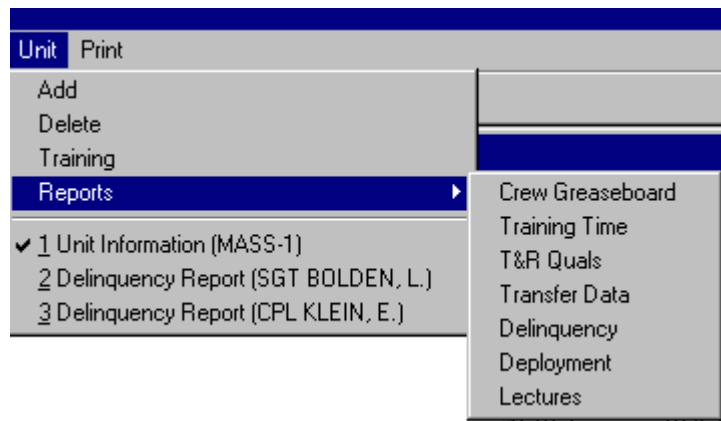 Unit Print
Add
Delete
Training
Reports
1 Unit Information (MASS-1)
2 Delinquency Report (SGT BOLDEN, L.)
3 Delinquency Report (CPL KLEIN, E.)
Crew Greaseboard
Training Time
T&R Quals
Transfer Data
Delinquency
Deployment
Lectures